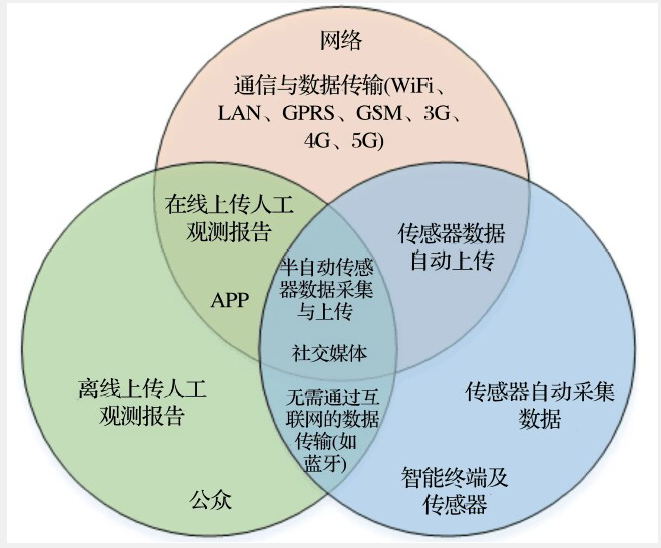 网络
通信与数据传输(WiFi、
LAN、GPRS、GSM、3G、
4G、5G)
在线上传人工
观测报告
APP
传感器数据
自动上传
半自动传感
器数据采集
与上传
社交媒体
无需通过互
联网的数据
传输(如
蓝牙)
离线上传人工
观测报告
公众
传感器自动采集
数据
智能终端及
传感器